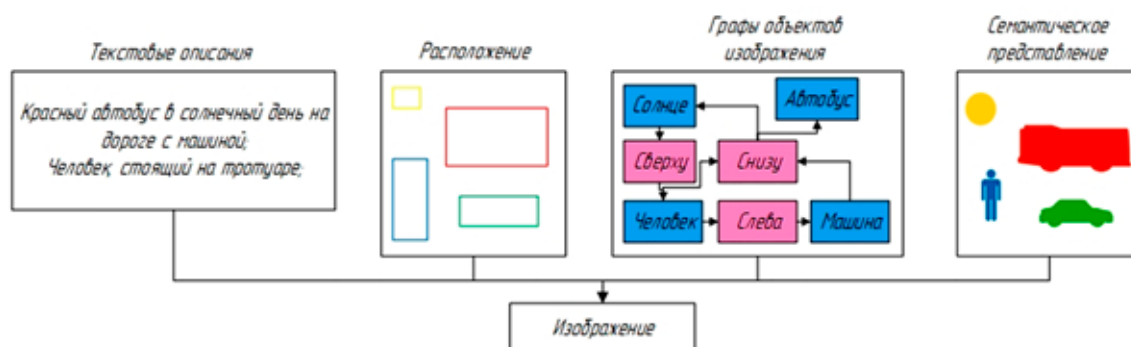 Текстовые описания
Красный автобус в солнечный день на
дороге с машиной;
Человек, стоящий на тротуаре;
Расположение
Графы объектов
изображения
Солнце
Автобус
Сверху
Снизу
Человек
Слева
Машина
Семантическое
представление
Изображение